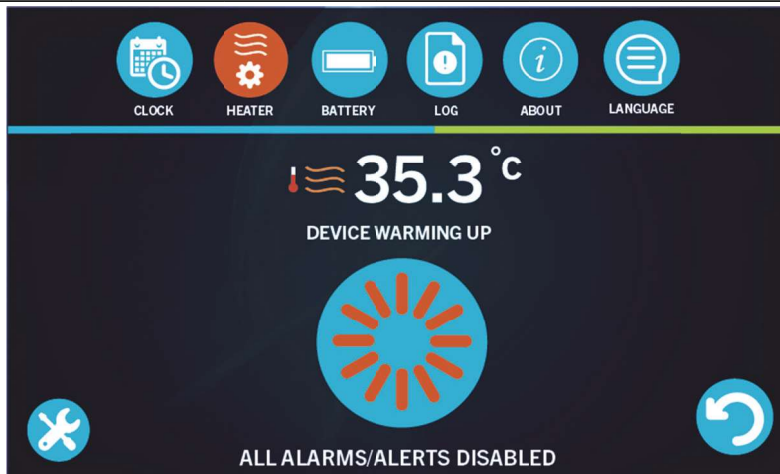 CLOCK HEATER BATTERY LOG ABOUT LANGUAGE
35.3°C
DEVICE WARMING UP
ALL ALARMS/ALERTS DISABLED